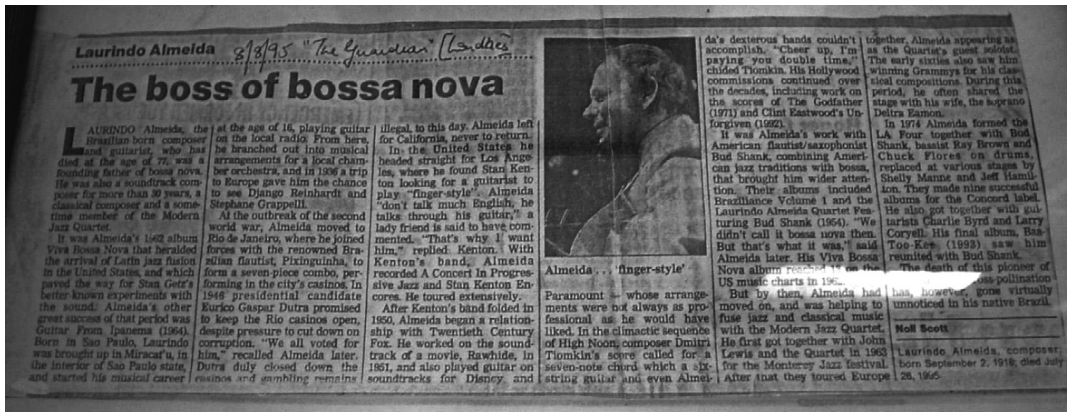 Laurindo Almeida
8/8/95 "The Guardian" (Londres
The boss of bossa nova
LAURINDO Almeida, the
Brazilian born composer
and guitarist, who has
died at the age of 77, was a
founding father of bossa nova.
He was also a soundtrack com-
poser for more than 30 years, a
classical composer and a some-
time member of the Modern
Jazz Quartet.
It was Almeida's 1962 album
Viva Bossa Nova that heralded
the arrival of Latin jazz fusion
in the United States, and which
paved the way for Stan Getz's
better known experiments with
the sound. Almeida's other
great success of that period was
Guitar From Ipanema (1964).
Born in Sao Paulo, Laurindo
was brought up in Miracat'u, in
the interior of Sao Paulo state,
and started his musical career
at the age of 16, playing guitar
on the local radio. From here,
he branched out into musical
arrangements for a local cham-
ber orchestra, and in 1936 a trip
to Europe gave him the chance
to see Django Reinhardt and
Stephane Grappelli.
At the outbreak of the second
world war, Almeida moved to
Rio de Janeiro, where he joined
forces with the renowned Bra-
zilian flautist, Pixinguinha, to
form a seven-piece combo, per-
forming in the city's casinos. In
1946 presidential candidate
Eurico Gaspar Dutra promised
to keep the Rio casinos open,
despite pressure to cut down on
corruption. "We all voted for
him," recalled Almeida later.
Dutra duly closed down the
casinos and gambling remains
illegal, to this day. Almeida left
for California, never to return.
In the United States he
headed straight for Los Ange-
les, where he found Stan Ken-
ton looking for a guitarist to
play "finger-style". Almeida
"don't talk much English, he
talks through his guitar," a
lady friend is said to have com-
mented. "That's why I want
him," replied Kenton. With
Kenton's band, Almeida
recorded A Concert In Progres-
sive Jazz and Stan Kenton En-
cores. He toured extensively.
After Kenton's band folded in
1950, Almeida began a relation-
ship with Twentieth Century
Fox. He worked on the sound-
track of a movie, Rawhide, in
1951, and also played guitar on
soundtracks for Disney, and
Almeida . . . 'finger-style'
Paramount — whose arrange-
ments were not always as pro-
fessional as he would have
liked. In the climactic sequence
of High Noon, composer Dmitri
Tiomkin's score called for a
seven-note chord which a six-
string guitar and even Almei-
da's dexterous hands couldn't
accomplish. "Cheer up, I'm
paying you double time,"
chided Tiomkin. His Hollywood
commissions continued over
the decades, including work on
the scores of The Godfather
(1971) and Clint Eastwood's Un-
forgiven (1992).
It was Almeida's work with
American flautist/saxophonist
Bud Shank, combining Ameri-
can jazz traditions with bossa,
that brought him wider atten-
tion. Their albums included
Brazilliance Volume 1 and the
Laurindo Almeida Quartet Fea-
turing Bud Shank (1954). "We
didn't call it bossa nova then.
But that's what it was," said
Almeida later. His Viva Bossa
Nova album reached on the
US music charts in
But by then, Almeida had
moved on, and was helping to
fuse jazz and classical music
with the Modern Jazz Quartet.
He first got together with John
Lewis and the Quartet in 1963
for the Monterey Jazz festival.
After that they toured Europe
together, Almeida appearing as
as the Quartet's guest soloist.
The early sixties also saw him
winning Grammys for his clas-
sical compositions. During this
period, he often shared the
stage with his wife, the soprano
Deltra Eamon.
In 1974 Almeida formed the
LA Four together with Bud
Shank, bassist Ray Brown and
Chuck Flores on drums,
replaced at various stages by
Shelly Manne and Jeff Hamil-
ton. They made nine successful
albums for the Concord label.
He also got together with gui-
tarists Charlie Byrd and Larry
Coryell. His final album, Baa-
Too-Kee (1993) saw him
reunited with Bud Shank.
The death of this pioneer of
pollination
has, however, gone virtually
unnoticed in his native Brazil.
Noll Scott
Laurindo Almeida, composer;
born September 2, 1918; died July
26, 1995